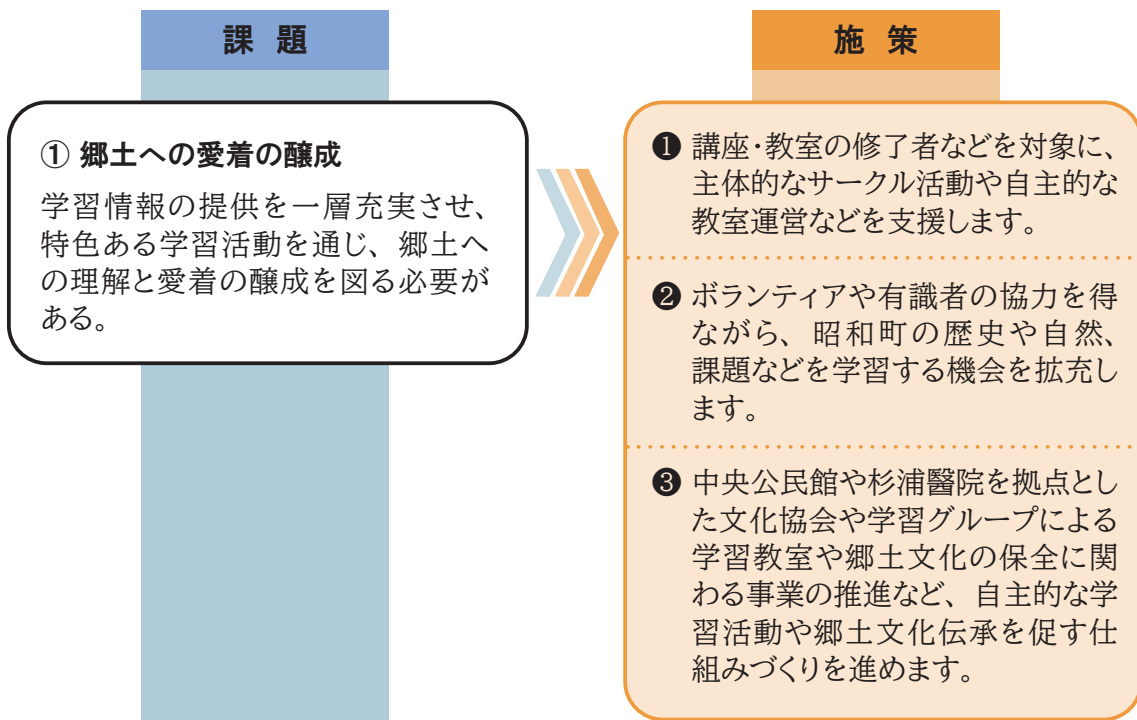 課題
① 郷土への愛着の醸成
学習情報の提供を一層充実させ、
特色ある学習活動を通じ、郷土へ
の理解と愛着の醸成を図る必要が
ある。
施策
❶ 講座・教室の修了者などを対象に、
主体的なサークル活動や自主的な
教室運営などを支援します。
❷ ボランティアや有識者の協力を得
ながら、昭和町の歴史や自然、
課題などを学習する機会を拡充し
ます。
❸ 中央公民館や杉浦醫院を拠点とし
た文化協会や学習グループによる
学習教室や郷土文化の保全に関
わる事業の推進など、自主的な学
習活動や郷土文化伝承を促す仕
組みづくりを進めます。